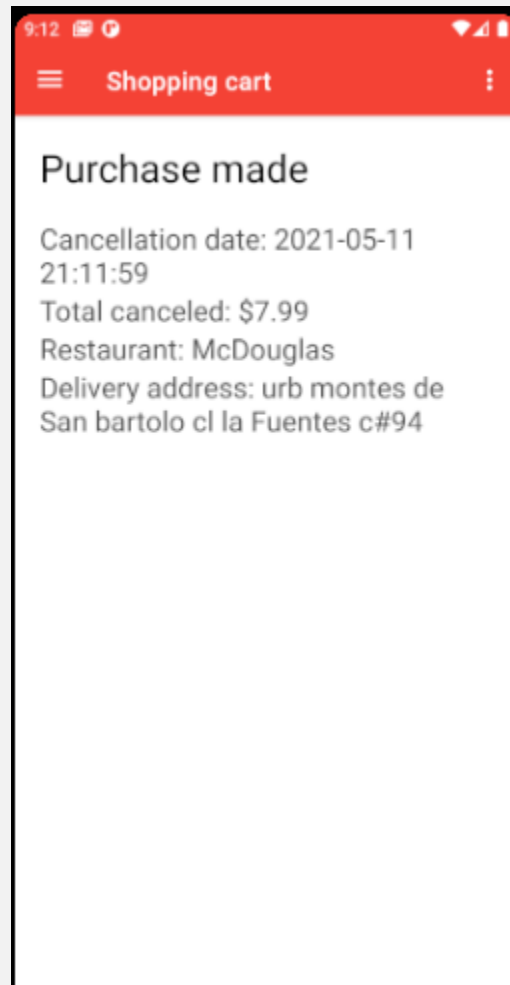 9:12
Shopping cart
Purchase made
Cancellation date: 2021-05-11
21:11:59
Total canceled: $7.99
Restaurant: McDouglas
Delivery address: urb montes de
San bartolo cl la Fuentes c#94